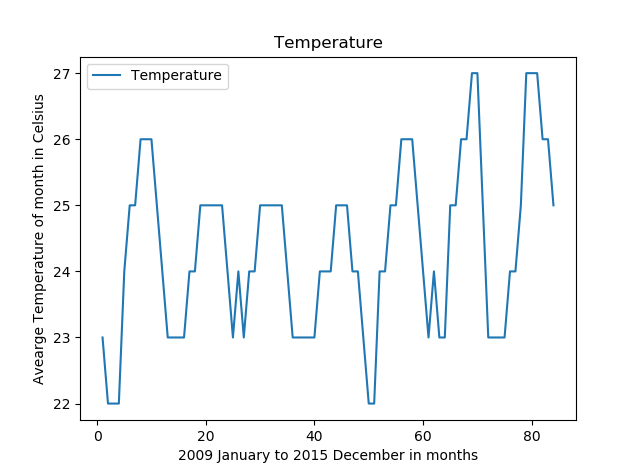 Temperature
Temperature
Avearge Temperature of month in Celsius
27
26
25
24
23
22
0 20 40 60 80
2009 January to 2015 December in months